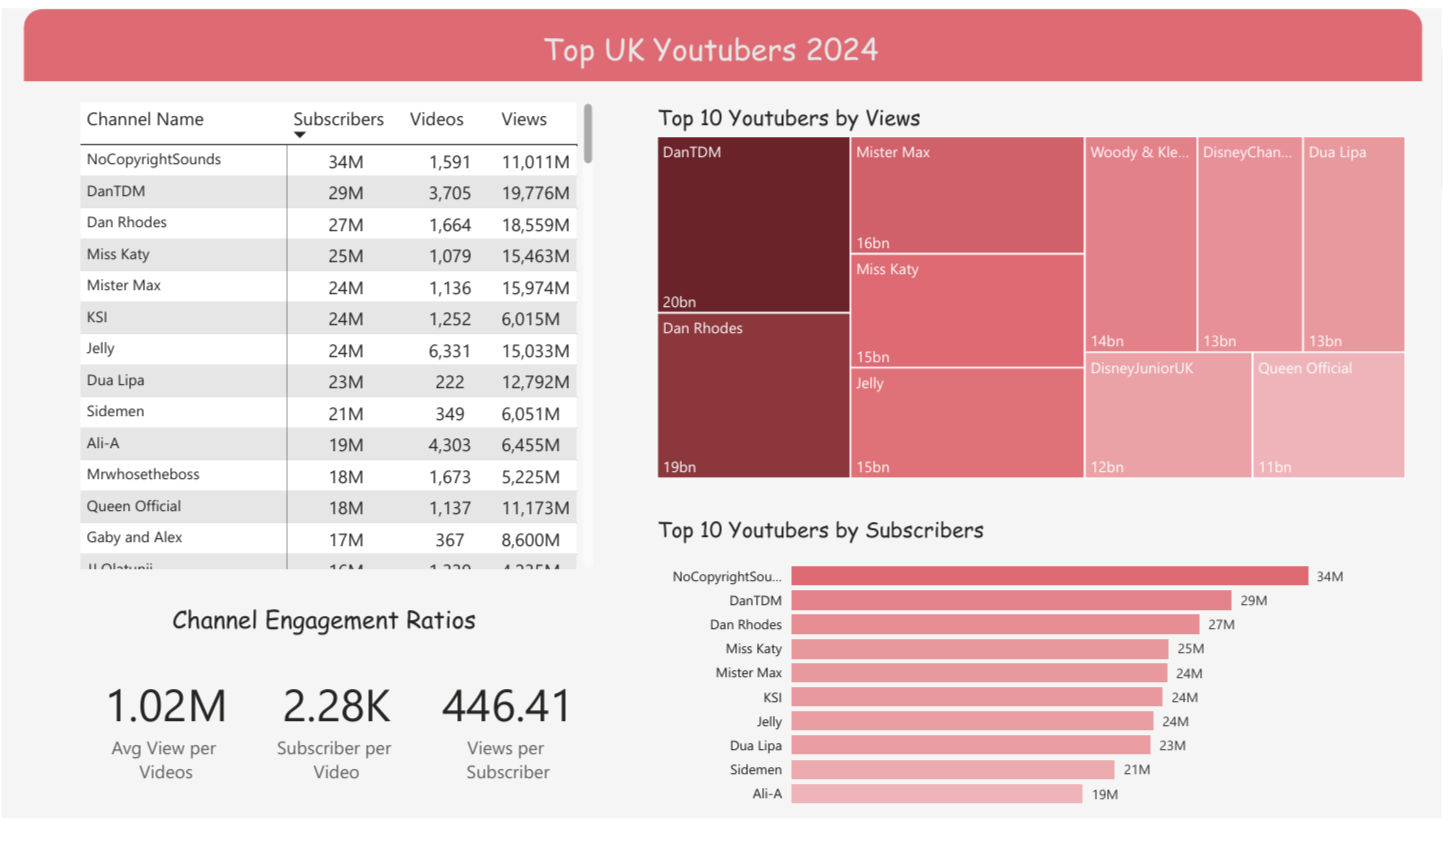 Top UK Youtubers 2024
Channel Name Subscribers Videos Views
NoCopyrightSounds 34M 1,591 11,011M
DanTDM 29M 3,705 19,776M
Dan Rhodes 27M 1,664 18,559M
Miss Katy 25M 1,079 15,463M
Mister Max 24M 1,136 15,974M
KSI 24M 1,252 6,015M
Jelly 24M 6,331 15,033M
Dua Lipa 23M 222 12,792M
Sidemen 21M 349 6,051M
Ali-A 19M 4,303 6,455M
Mrwhosetheboss 18M 1,673 5,225M
Queen Official 18M 1,137 11,173M
Gaby and Alex 17M 367 8,600M
Channel Engagement Ratios
1.02M
Avg View per
Videos
2.28K
Subscriber per
Video
446.41
Views per
Subscriber
Top 10 Youtubers by Views
DanTDM
20bn
Dan Rhodes
19bn
Mister Max
16bn
Miss Katy
15bn
Jelly
15bn
Woody & Kle...
14bn
DisneyChan...
13bn
Dua Lipa
13bn
DisneyJuniorUK
12bn
Queen Official
11bn
Top 10 Youtubers by Subscribers
NoCopyrightSou... 34M
DanTDM 29M
Dan Rhodes 27M
Miss Katy 25M
Mister Max 24M
KSI 24M
Jelly 24M
Dua Lipa 23M
Sidemen 21M
Ali-A 19M